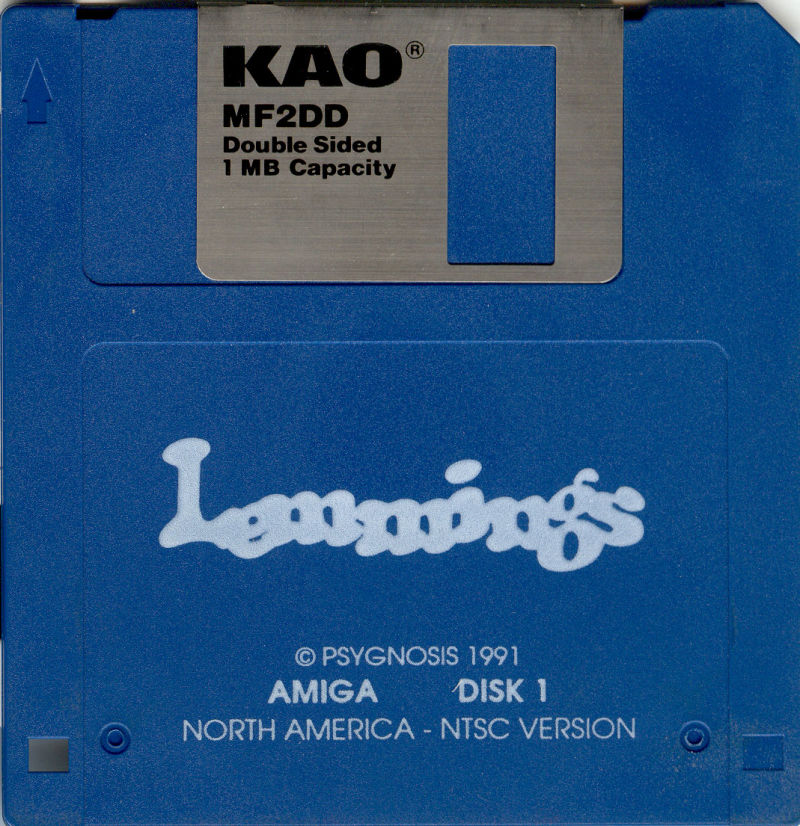 KAO®
MF2DD
Double Sided
1 MB Capacity
Lemmings
© PSYGNOSIS 1991
AMIGA DISK 1
NORTH AMERICA - NTSC VERSION